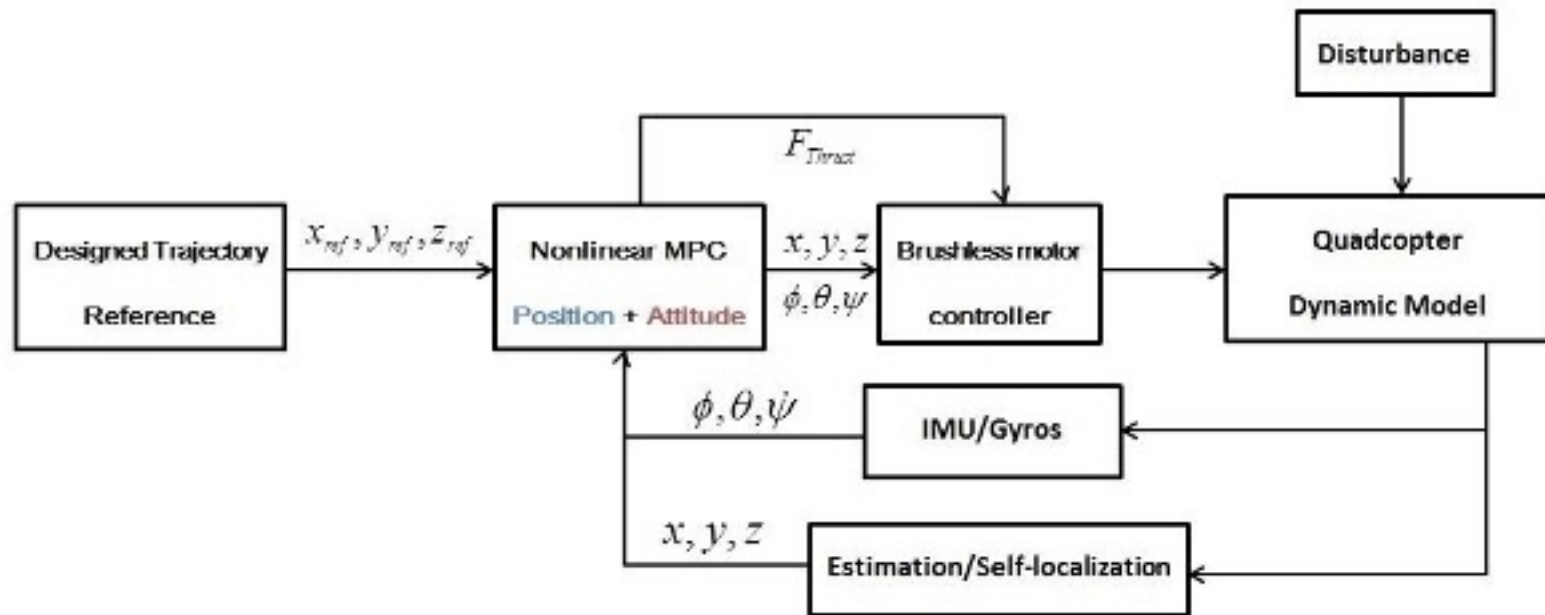 Disturbance
F_Thrust
Designed Trajectory
Reference
x_ref, y_ref, z_ref
Nonlinear MPC
Position + Attitude
x, y, z
ϕ, θ, ψ
Brushless motor
controller
Quadcopter
Dynamic Model
ϕ, θ, ψ̇
IMU/Gyros
x, y, z
Estimation/Self-localization